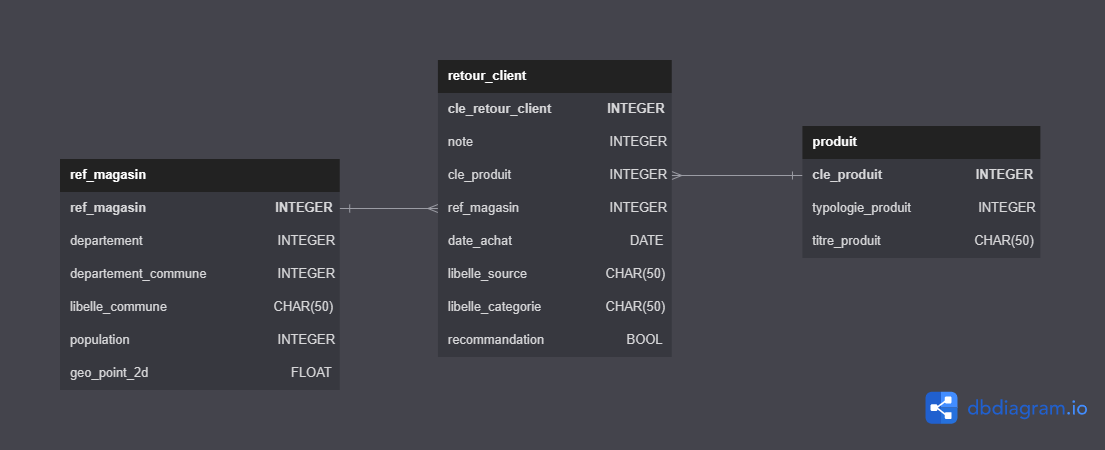 ref_magasin
ref_magasin INTEGER
departement INTEGER
departement_commune INTEGER
libelle_commune CHAR(50)
population INTEGER
geo_point_2d FLOAT
retour_client
cle_retour_client INTEGER
note INTEGER
cle_produit INTEGER
ref_magasin INTEGER
date_achat DATE
libelle_source CHAR(50)
libelle_categorie CHAR(50)
recommandation BOOL
produit
cle_produit INTEGER
typologie_produit INTEGER
titre_produit CHAR(50)
dbdiagram.io